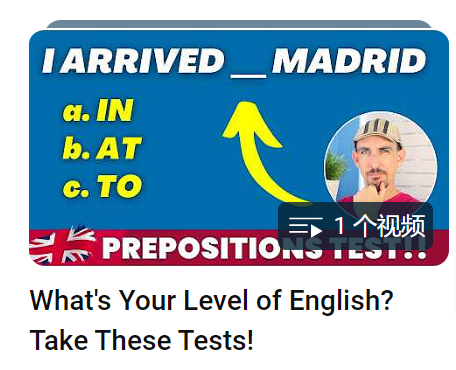 I ARRIVED __ MADRID
a. IN
b. AT
c. TO
1 个视频
PREPOSITIONS TEST!!
What's Your Level of English?
Take These Tests!